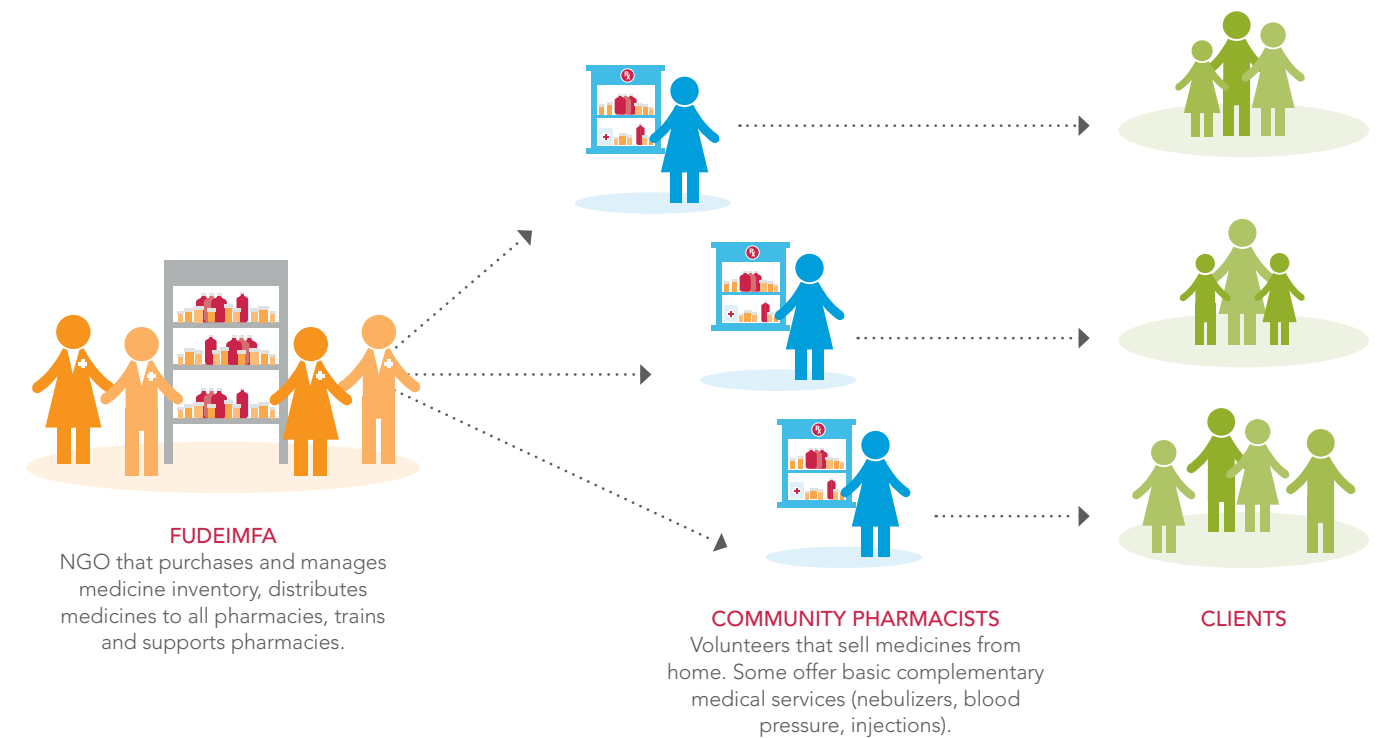 FUDEIMFA
NGO that purchases and manages
medicine inventory, distributes
medicines to all pharmacies, trains
and supports pharmacies.
COMMUNITY PHARMACISTS
Volunteers that sell medicines from
home. Some offer basic complementary
medical services (nebulizers, blood
pressure, injections).
CLIENTS
℞
℞
℞